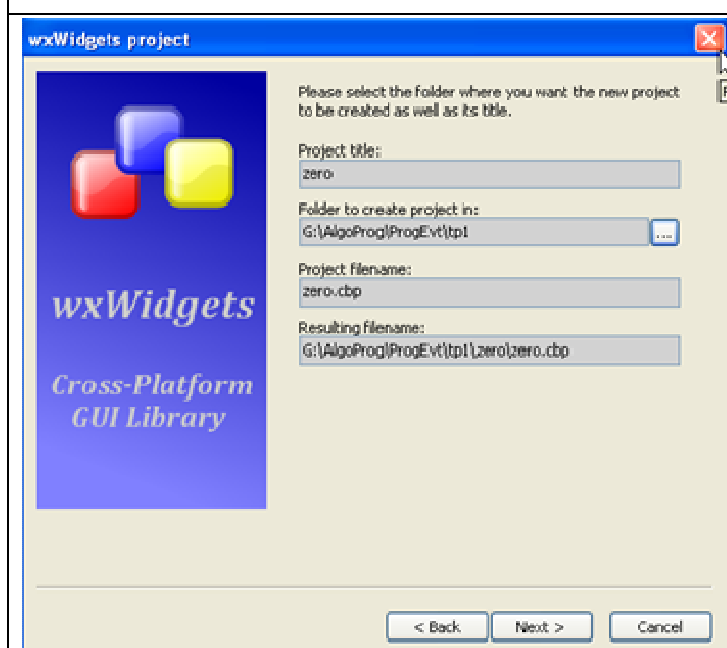 wxWidgets project
Please select the folder where you want the new project
to be created as well as its title.
Project title:
zero
Folder to create project in:
G:\AlgoProg\ProgEvt\tp1
...
Project filename:
zero.cbp
Resulting filename:
G:\AlgoProg\ProgEvt\tp1\zero\zero.cbp
wxWidgets
Cross-Platform
GUI Library
< Back
Next >
Cancel